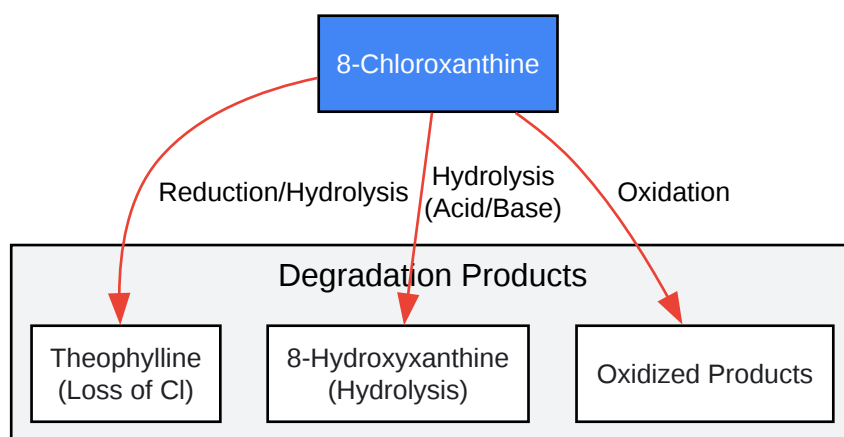 8-Chloroxanthine
Reduction/Hydrolysis
Hydrolysis
(Acid/Base)
Oxidation
Degradation Products
Theophylline
(Loss of Cl)
8-Hydroxyxanthine
(Hydrolysis)
Oxidized Products